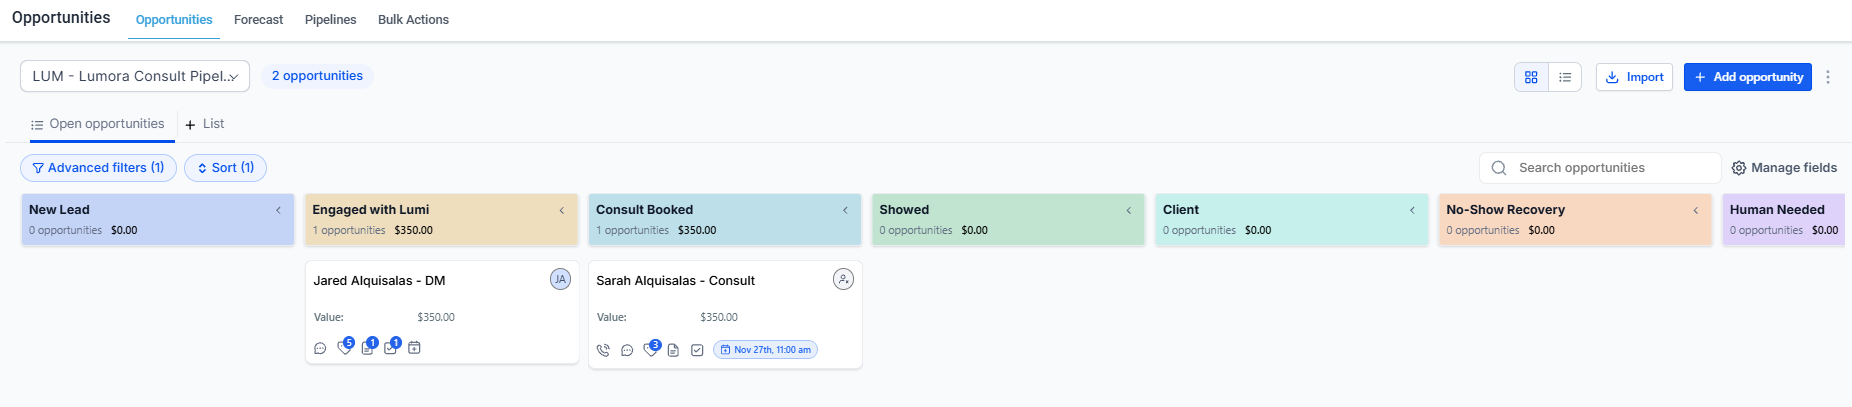 Opportunities
Opportunities Forecast Pipelines Bulk Actions
LUM - Lumora Consult Pipel...
2 opportunities
Import
Add opportunity
Open opportunities
List
Advanced filters (1)
Sort (1)
Search opportunities
Manage fields
New Lead
0 opportunities $0.00
Engaged with Lumi
1 opportunities $350.00
Consult Booked
1 opportunities $350.00
Showed
0 opportunities $0.00
Client
0 opportunities $0.00
No-Show Recovery
0 opportunities $0.00
Human Needed
0 opportunities $0.00
Jared Alquisalas - DM
JA
Value: $350.00
5 1 1
Sarah Alquisalas - Consult
Value: $350.00
3
Nov 27th, 11:00 am